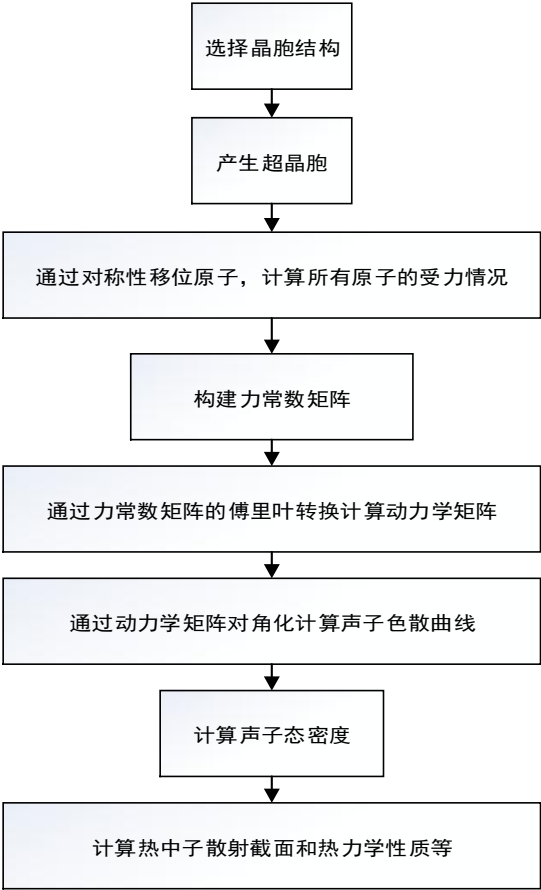 选择晶胞结构
产生超晶胞
通过对称性移位原子，计算所有原子的受力情况
构建力常数矩阵
通过力常数矩阵的傅里叶转换计算动力学矩阵
通过动力学矩阵对角化计算声子色散曲线
计算声子态密度
计算热中子散射截面和热力学性质等